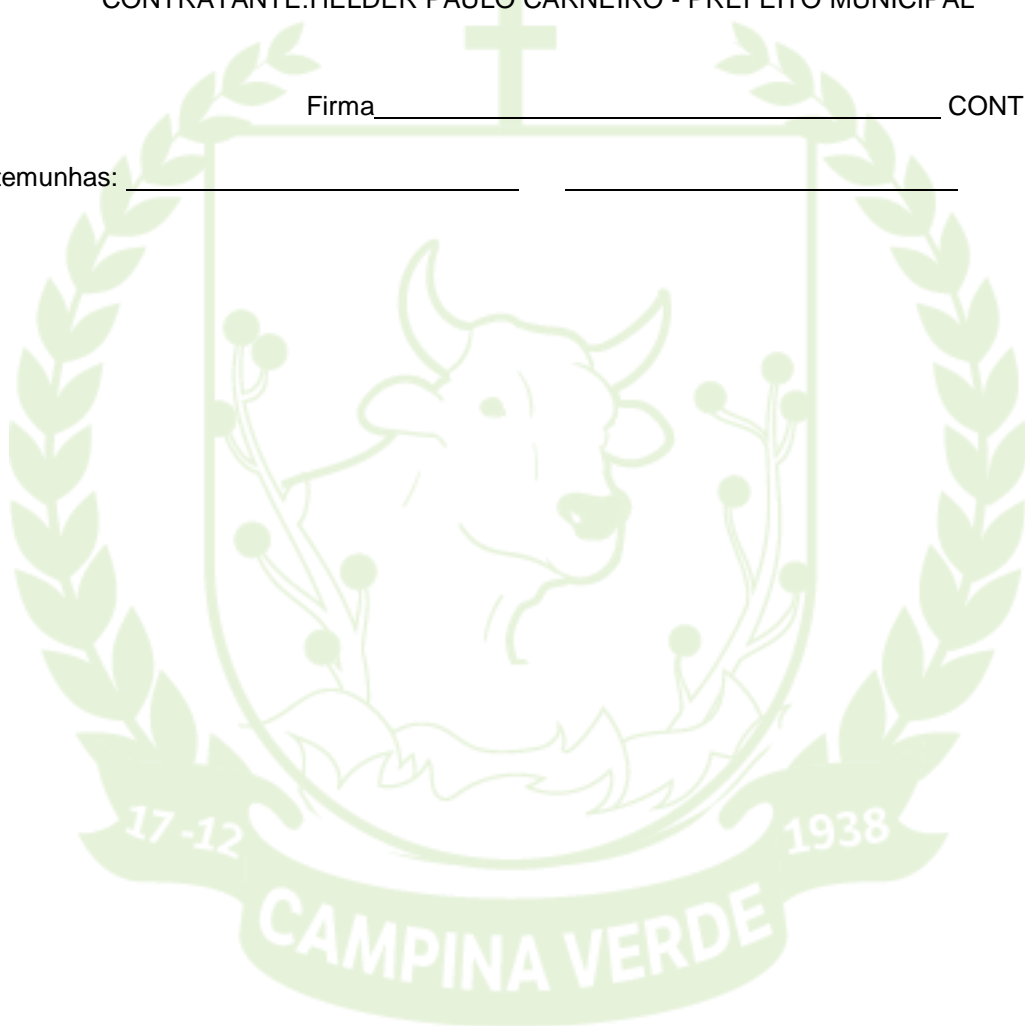 CONTRATANTE:HELDER PAULO CARNEIRO - PREFEITO MUNICIPAL
Firma CONT
temunhas:
17-12
1938
CAMPINA VERDE